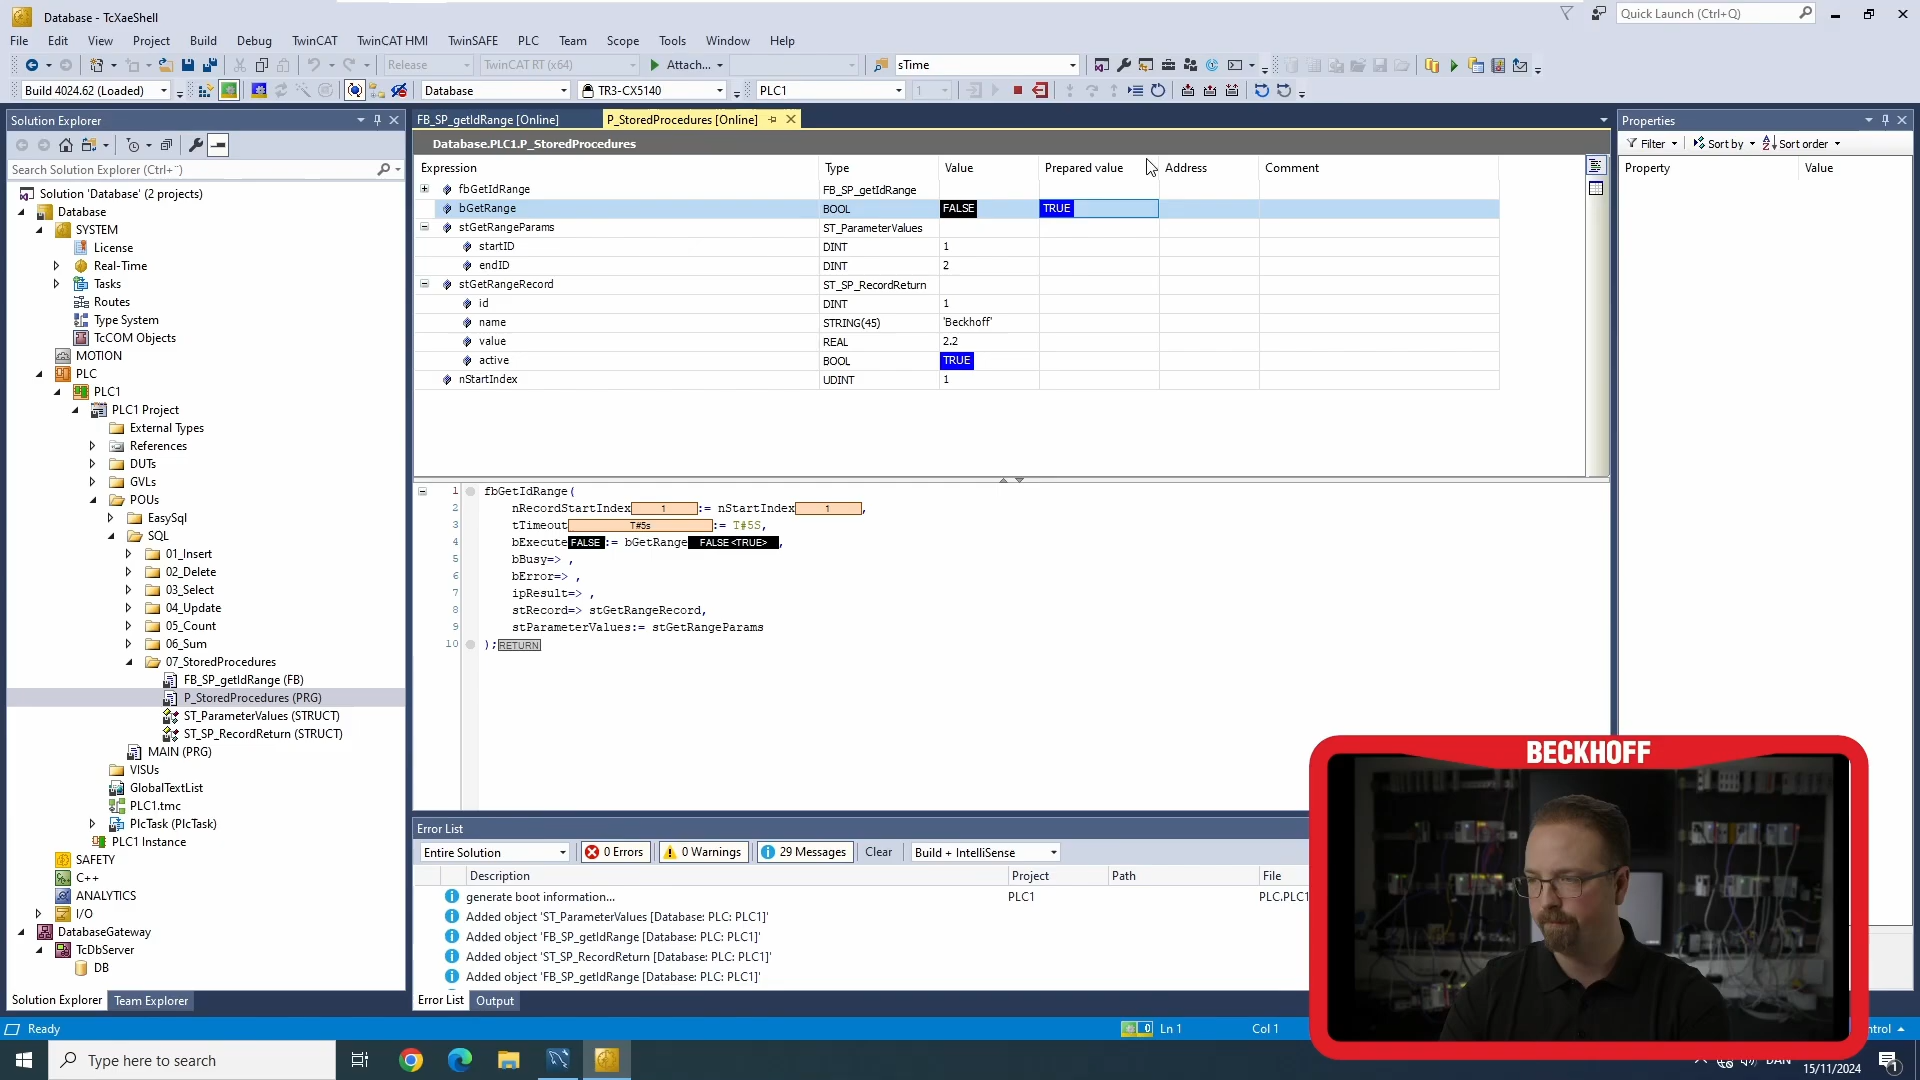 Database - TcXaeShell
Quick Launch (Ctrl+Q)
File Edit View Project Build Debug TwinCAT TwinCAT HMI TwinSAFE PLC Team Scope Tools Window Help
Release TwinCAT RT (x64) Attach... sTime
Build 4024.62 (Loaded) Database TR3-CX5140 PLC1 1
Solution Explorer
Search Solution Explorer (Ctrl+¨)
Solution 'Database' (2 projects)
Database
SYSTEM
License
Real-Time
Tasks
Routes
Type System
TcCOM Objects
MOTION
PLC
PLC1
PLC1 Project
External Types
References
DUTs
GVLs
POUs
EasySql
SQL
01_Insert
02_Delete
03_Select
04_Update
05_Count
06_Sum
07_StoredProcedures
FB_SP_getIdRange (FB)
P_StoredProcedures (PRG)
ST_ParameterValues (STRUCT)
ST_SP_RecordReturn (STRUCT)
MAIN (PRG)
VISUs
GlobalTextList
PLC1.tmc
PlcTask (PlcTask)
PLC1 Instance
SAFETY
C++
ANALYTICS
I/O
DatabaseGateway
TcDbServer
DB
Solution Explorer Team Explorer
FB_SP_getIdRange [Online] P_StoredProcedures [Online]
Database.PLC1.P_StoredProcedures
Expression Type Value Prepared value Address Comment
fbGetIdRange FB_SP_getIdRange
bGetRange BOOL FALSE TRUE
stGetRangeParams ST_ParameterValues
startID DINT 1
endID DINT 2
stGetRangeRecord ST_SP_RecordReturn
id DINT 1
name STRING(45) 'Beckhoff'
value REAL 2.2
active BOOL TRUE
nStartIndex UDINT 1
1 fbGetIdRange(
2 nRecordStartIndex 1 := nStartIndex 1 ,
3 tTimeout T#5s := T#5S,
4 bExecute FALSE := bGetRange FALSE<TRUE> ,
5 bBusy=> ,
6 bError=> ,
7 ipResult=> ,
8 stRecord=> stGetRangeRecord,
9 stParameterValues:= stGetRangeParams
10 );RETURN
Properties
Filter Sort by Sort order
Property Value
Error List
Entire Solution 0 Errors 0 Warnings 29 Messages Clear Build + IntelliSense
Description Project Path File
generate boot information... PLC1 PLC.PLC1
Added object 'ST_ParameterValues [Database: PLC: PLC1]'
Added object 'FB_SP_getIdRange [Database: PLC: PLC1]'
Added object 'ST_SP_RecordReturn [Database: PLC: PLC1]'
Added object 'FB_SP_getIdRange [Database: PLC: PLC1]'
Error List Output
BECKHOFF
Ready 0 Ln 1 Col 1
Type here to search
15/11/2024 1